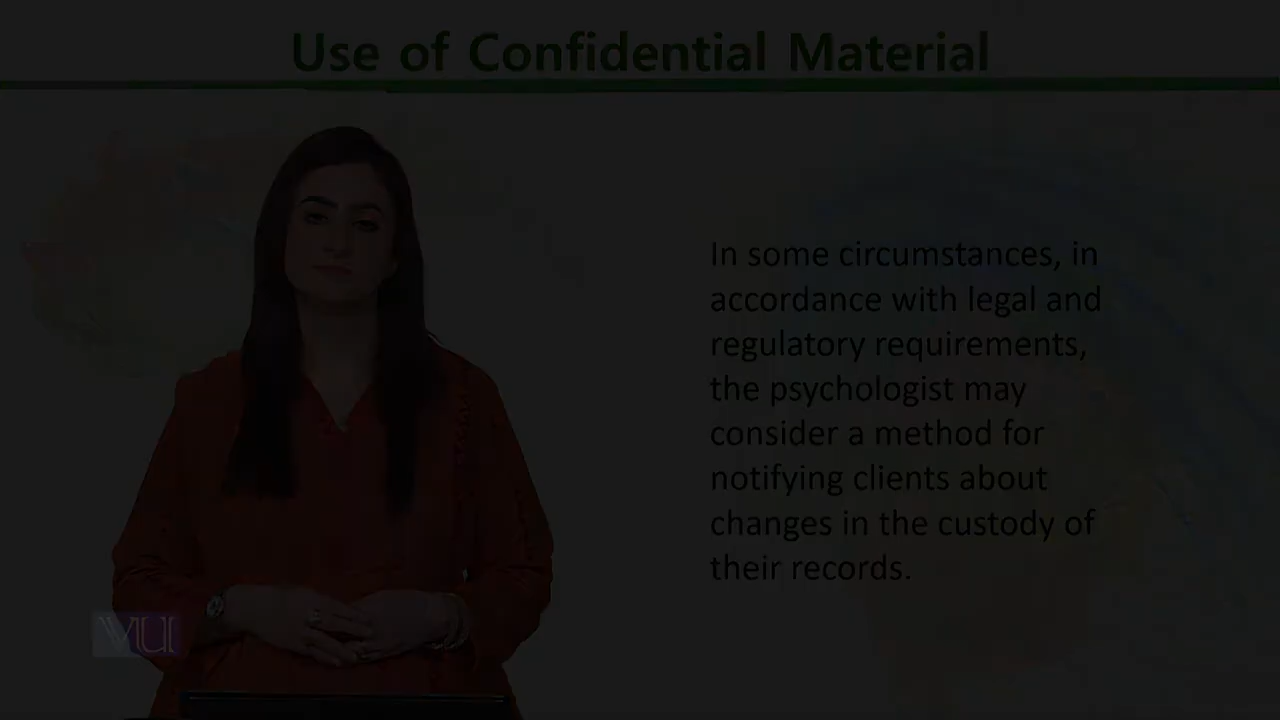 Use of Confidential Material
In some circumstances, in
accordance with legal and
regulatory requirements,
the psychologist may
consider a method for
notifying clients about
changes in the custody of
their records.
VU